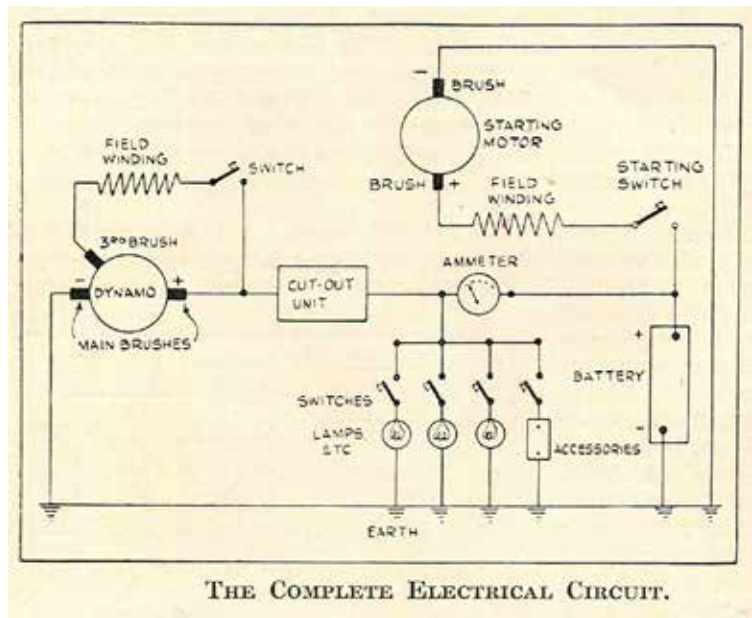 - BRUSH
STARTING
MOTOR
BRUSH +
FIELD
WINDING
STARTING
SWITCH
FIELD
WINDING
SWITCH
3RD BRUSH
- DYNAMO +
MAIN BRUSHES
CUT-OUT
UNIT
AMMETER
+
BATTERY
-
SWITCHES
LAMPS
ETC
ACCESSORIES
EARTH
THE COMPLETE ELECTRICAL CIRCUIT.